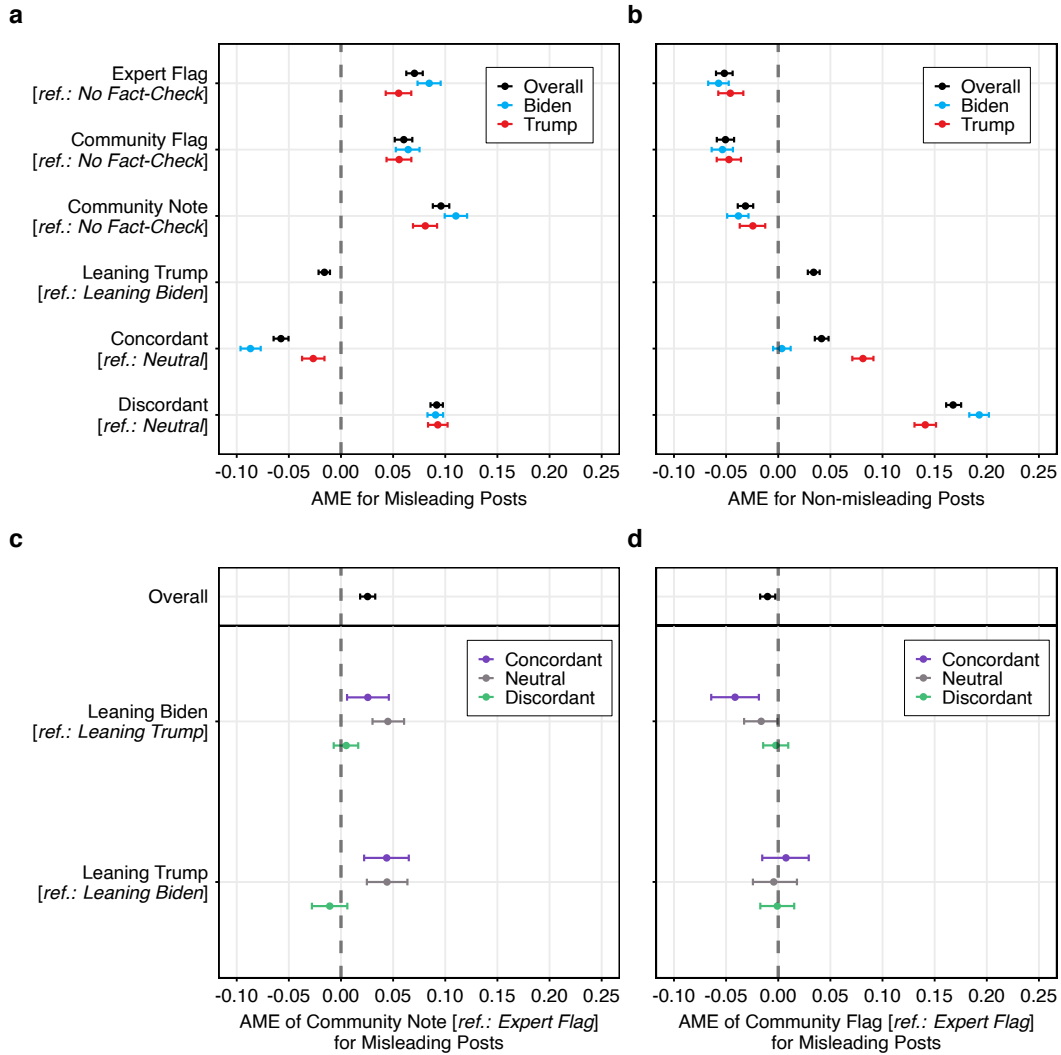 a
Expert Flag
[ref.: No Fact-Check]
Community Flag
[ref.: No Fact-Check]
Community Note
[ref.: No Fact-Check]
Leaning Trump
[ref.: Leaning Biden]
Concordant
[ref.: Neutral]
Discordant
[ref.: Neutral]
Overall
Biden
Trump
-0.10 -0.05 0.00 0.05 0.10 0.15 0.20 0.25
AME for Misleading Posts
b
Overall
Biden
Trump
-0.10 -0.05 0.00 0.05 0.10 0.15 0.20 0.25
AME for Non-misleading Posts
c
Overall
Leaning Biden
[ref.: Leaning Trump]
Leaning Trump
[ref.: Leaning Biden]
Concordant
Neutral
Discordant
-0.10 -0.05 0.00 0.05 0.10 0.15 0.20 0.25
AME of Community Note [ref.: Expert Flag]
for Misleading Posts
d
Concordant
Neutral
Discordant
-0.10 -0.05 0.00 0.05 0.10 0.15 0.20 0.25
AME of Community Flag [ref.: Expert Flag]
for Misleading Posts